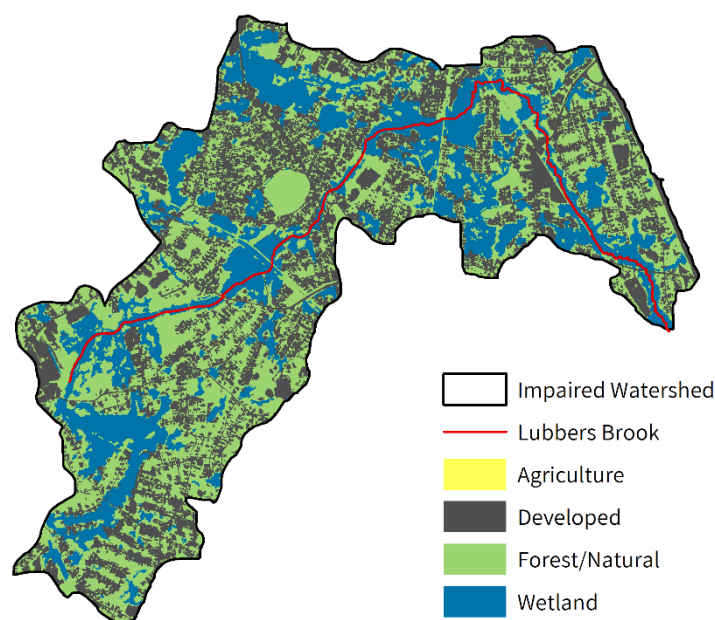 Impaired Watershed
Lubbers Brook
Agriculture
Developed
Forest/Natural
Wetland